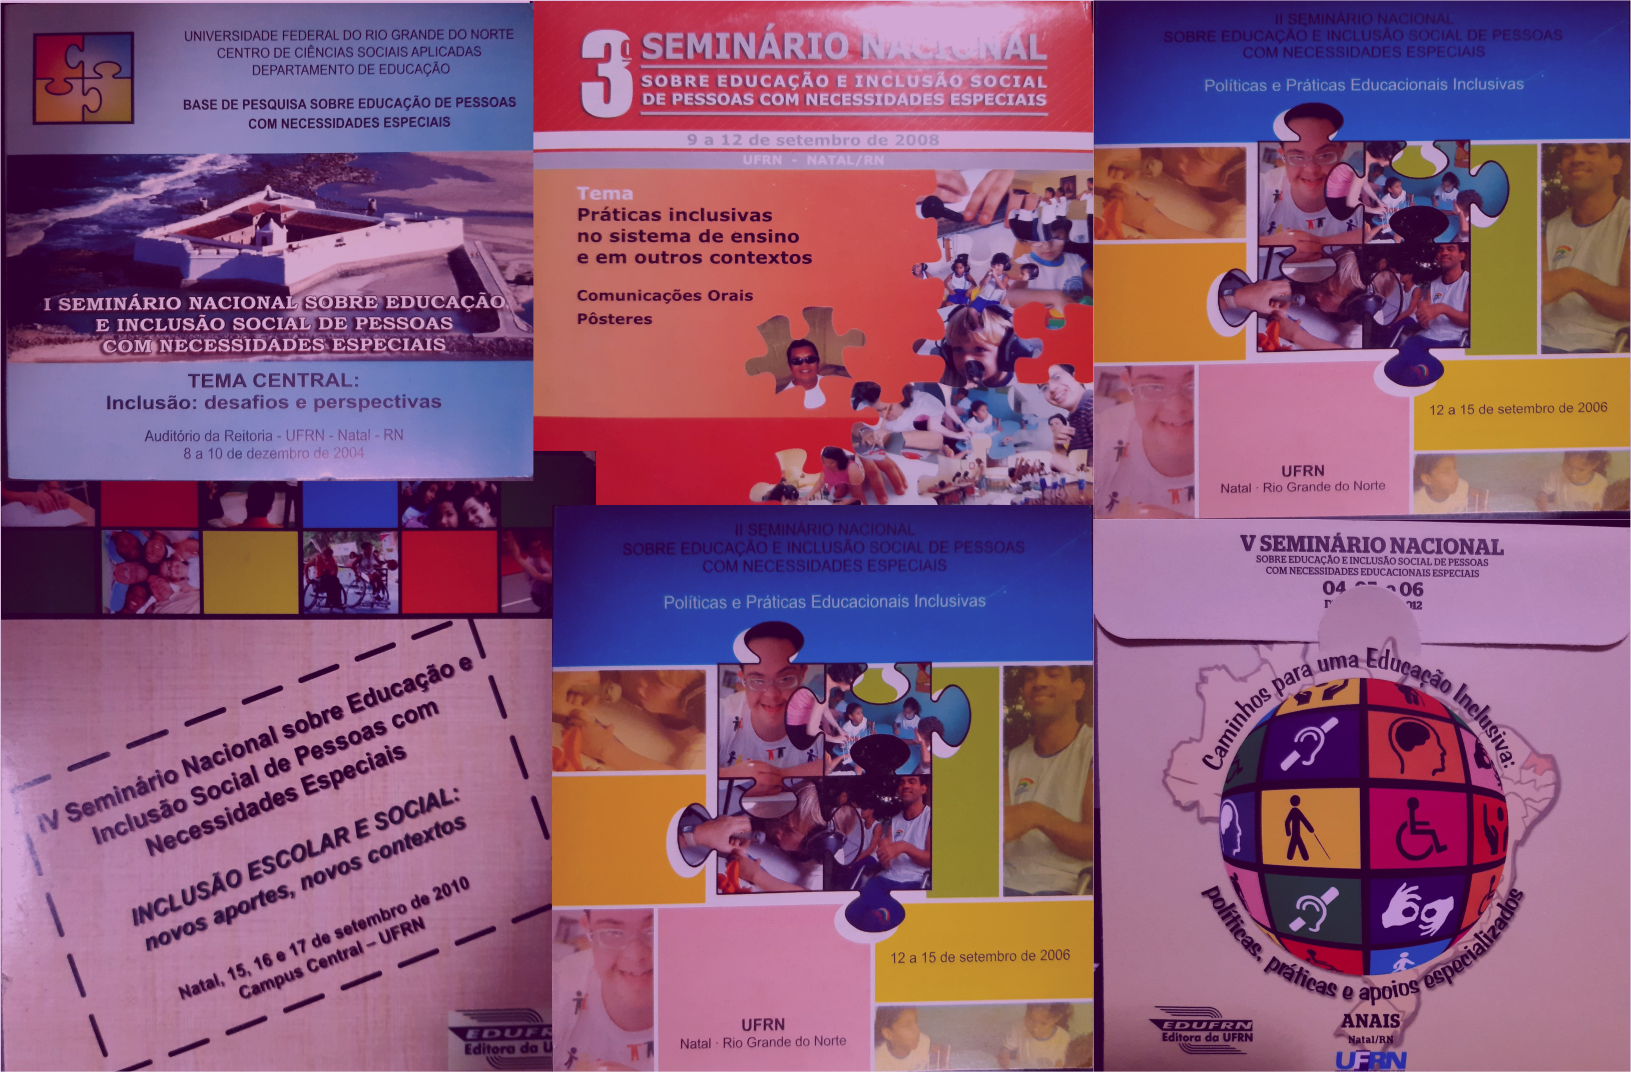 UNIVERSIDADE FEDERAL DO RIO GRANDE DO NORTE
CENTRO DE CIÊNCIAS SOCIAIS APLICADAS
DEPARTAMENTO DE EDUCAÇÃO
BASE DE PESQUISA SOBRE EDUCAÇÃO DE PESSOAS
COM NECESSIDADES ESPECIAIS
I SEMINÁRIO NACIONAL SOBRE EDUCAÇÃO
E INCLUSÃO SOCIAL DE PESSOAS
COM NECESSIDADES ESPECIAIS
TEMA CENTRAL:
Inclusão: desafios e perspectivas
Auditório da Reitoria - UFRN - Natal - RN
8 a 10 de dezembro de 2004
3º SEMINÁRIO NACIONAL
SOBRE EDUCAÇÃO E INCLUSÃO SOCIAL
DE PESSOAS COM NECESSIDADES ESPECIAIS
9 a 12 de setembro de 2008
UFRN - NATAL/RN
Tema
Práticas inclusivas
no sistema de ensino
e em outros contextos
Comunicações Orais
Pôsteres
II SEMINÁRIO NACIONAL
SOBRE EDUCAÇÃO E INCLUSÃO SOCIAL DE PESSOAS
COM NECESSIDADES ESPECIAIS
Políticas e Práticas Educacionais Inclusivas
12 a 15 de setembro de 2006
UFRN
Natal · Rio Grande do Norte
IV Seminário Nacional sobre Educação e
Inclusão Social de Pessoas com
Necessidades Especiais
INCLUSÃO ESCOLAR E SOCIAL:
novos aportes, novos contextos
Natal, 15, 16 e 17 de setembro de 2010
Campus Central – UFRN
EDUFRN
Editora da UF
II SEMINÁRIO NACIONAL
SOBRE EDUCAÇÃO E INCLUSÃO SOCIAL DE PESSOAS
COM NECESSIDADES ESPECIAIS
Políticas e Práticas Educacionais Inclusivas
12 a 15 de setembro de 2006
UFRN
Natal · Rio Grande do Norte
V SEMINÁRIO NACIONAL
SOBRE EDUCAÇÃO E INCLUSÃO SOCIAL DE PESSOAS
COM NECESSIDADES EDUCACIONAIS ESPECIAIS
04 06
012
Caminhos para uma Educação Inclusiva:
políticas, práticas e apoios especializados
ANAIS
Natal/RN
EDUFRN
Editora da UFRN
UFRN